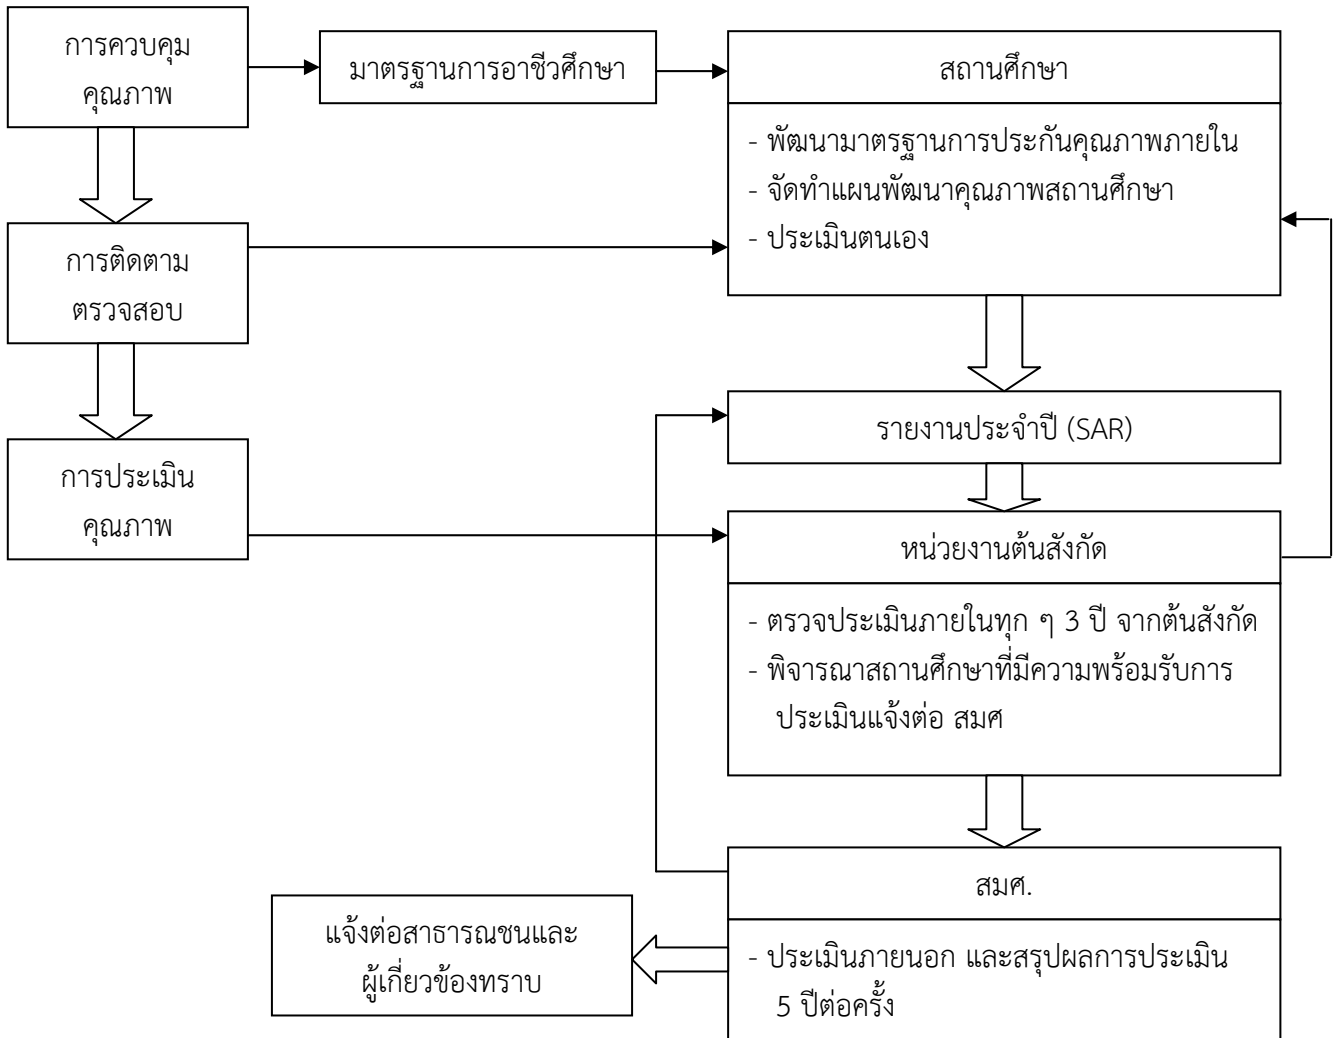 การควบคุม
คุณภาพ
มาตรฐานการอาชีวศึกษา
สถานศึกษา
- พัฒนามาตรฐานการประกันคุณภาพภายใน
- จัดทำแผนพัฒนาคุณภาพสถานศึกษา
- ประเมินตนเอง
การติดตาม
ตรวจสอบ
รายงานประจำปี (SAR)
การประเมิน
คุณภาพ
หน่วยงานต้นสังกัด
- ตรวจประเมินภายในทุก ๆ 3 ปี จากต้นสังกัด
- พิจารณาสถานศึกษาที่มีความพร้อมรับการ
ประเมินแจ้งต่อ สมศ
สมศ.
- ประเมินภายนอก และสรุปผลการประเมิน
5 ปีต่อครั้ง
แจ้งต่อสาธารณชนและ
ผู้เกี่ยวข้องทราบ